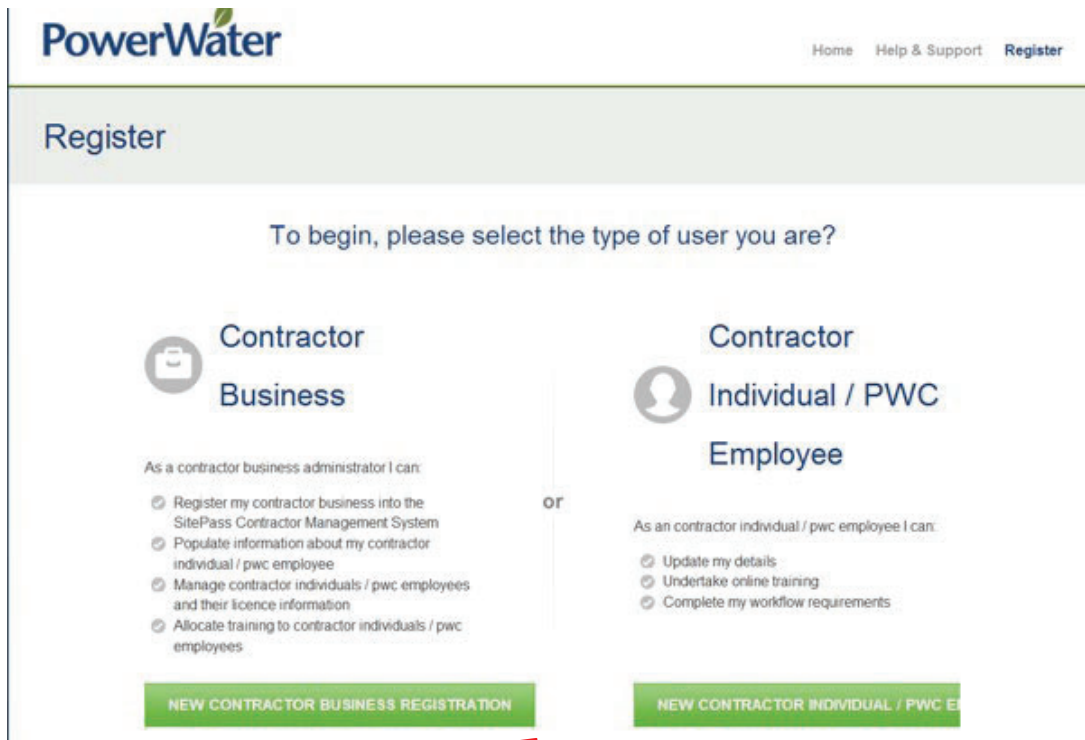 PowerWater
Home Help & Support Register
Register
To begin, please select the type of user you are?
Contractor
Business
As a contractor business administrator I can:
Register my contractor business into the
SitePass Contractor Management System
Populate information about my contractor
individual / pwc employee
Manage contractor individuals / pwc employees
and their licence information
Allocate training to contractor individuals / pwc
employees
NEW CONTRACTOR BUSINESS REGISTRATION
or
Contractor
Individual / PWC
Employee
As an contractor individual / pwc employee I can:
Update my details
Undertake online training
Complete my workflow requirements
NEW CONTRACTOR INDIVIDUAL / PWC E